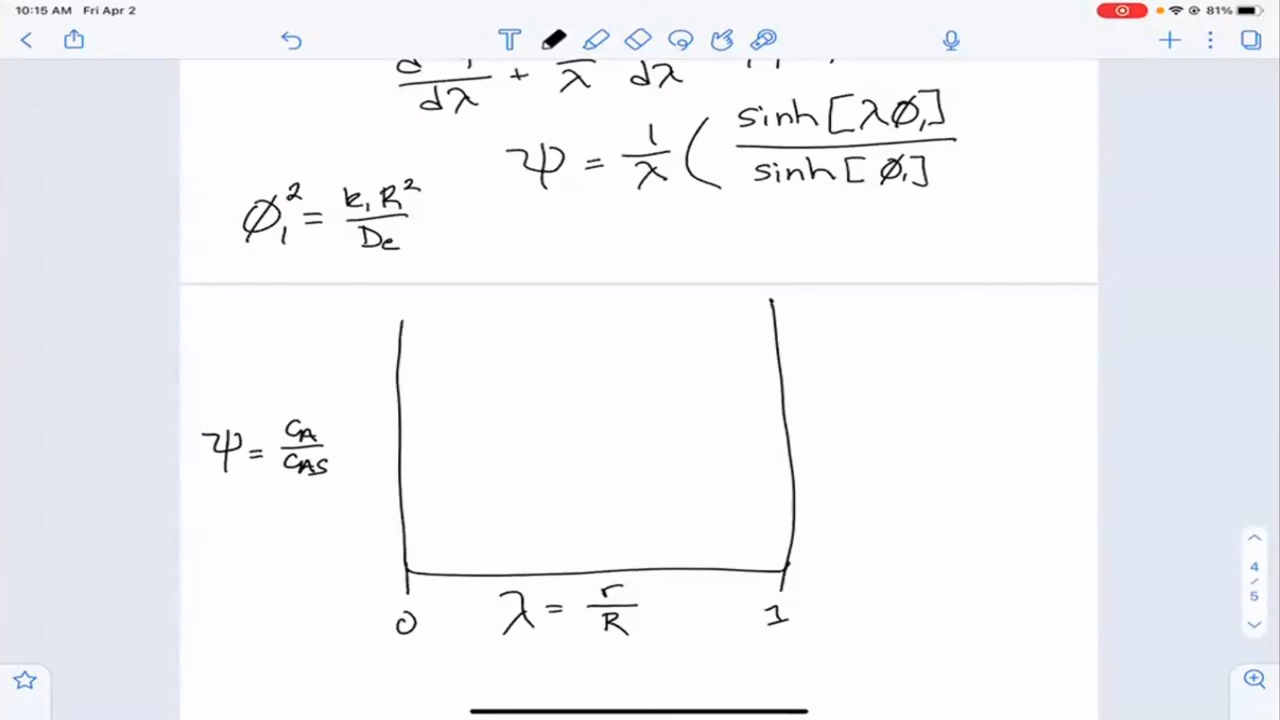 10:15 AM Fri Apr 2
81%
dλ + λ dλ
ψ = 1/λ ( sinh[λϕ₁] / sinh[ϕ₁]
ϕ₁² = k₁R² / De
ψ = CA / CAS
0 λ = r/R 1
4
/
5